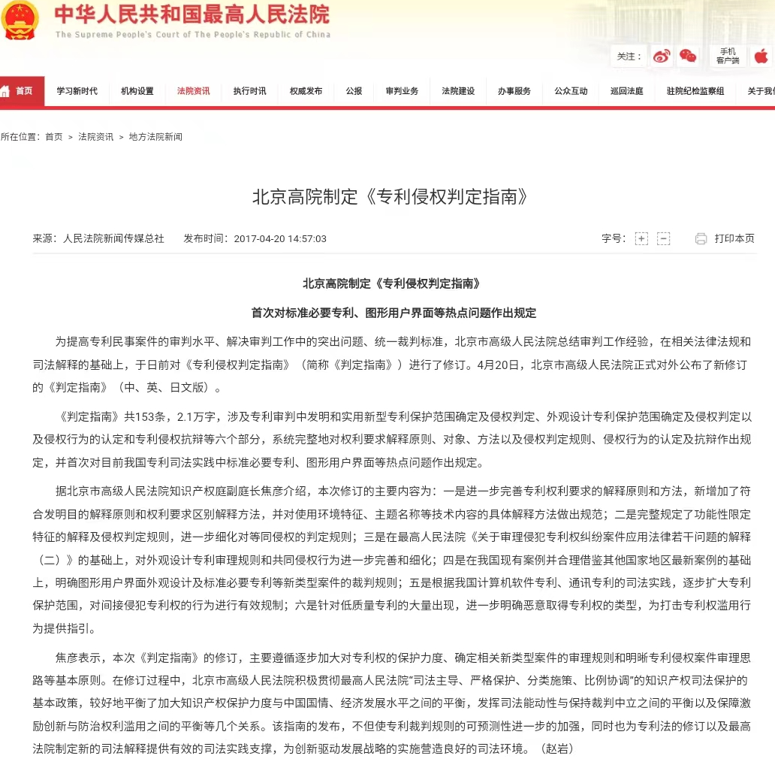 中华人民共和国最高人民法院
The Supreme People's Court of The People's Republic of China
关注：
手机
客户端
首页 学习新时代 机构设置 法院资讯 执行时讯 权威发布 公报 审判业务 法院建设 办事服务 公众互动 巡回法庭 驻院纪检监察组 关于我
所在位置：首页 > 法院资讯 > 地方法院新闻
北京高院制定《专利侵权判定指南》
来源：人民法院新闻传媒总社 发布时间：2017-04-20 14:57:03 字号： + − 打印本页
北京高院制定《专利侵权判定指南》
首次对标准必要专利、图形用户界面等热点问题作出规定
为提高专利民事案件的审判水平、解决审判工作中的突出问题、统一裁判标准，北京市高级人民法院总结审判工作经验，在相关法律法规和
司法解释的基础上，于日前对《专利侵权判定指南》（简称《判定指南》）进行了修订。4月20日，北京市高级人民法院正式对外公布了新修订
的《判定指南》（中、英、日文版）。
《判定指南》共153条，2.1万字，涉及专利审判中发明和实用新型专利保护范围确定及侵权判定、外观设计专利保护范围确定及侵权判定以
及侵权行为的认定和专利侵权抗辩等六个部分，系统完整地对权利要求解释原则、对象、方法以及侵权判定规则、侵权行为的认定及抗辩作出规
定，并首次对目前我国专利司法实践中标准必要专利、图形用户界面等热点问题作出规定。
据北京市高级人民法院知识产权庭副庭长焦彦介绍，本次修订的主要内容为：一是进一步完善专利权利要求的解释原则和方法，新增加了符
合发明目的解释原则和权利要求区别解释方法，并对使用环境特征、主题名称等技术内容的具体解释方法做出规范；二是完整规定了功能性限定
特征的解释及侵权判定规则，进一步细化对等同侵权的判定规则；三是在最高人民法院《关于审理侵犯专利权纠纷案件应用法律若干问题的解释
（二）》的基础上，对外观设计专利审理规则和共同侵权行为进一步完善和细化；四是在我国现有案例并合理借鉴其他国家地区最新案例的基础
上，明确图形用户界面外观设计及标准必要专利等新类型案件的裁判规则；五是根据我国计算机软件专利、通讯专利的司法实践，逐步扩大专利
保护范围，对间接侵犯专利权的行为进行有效规制；六是针对低质量专利的大量出现，进一步明确恶意取得专利权的类型，为打击专利权滥用行
为提供指引。
焦彦表示，本次《判定指南》的修订，主要遵循逐步加大对专利权的保护力度、确定相关新类型案件的审理规则和明晰专利侵权案件审理思
路等基本原则。在修订过程中，北京市高级人民法院积极贯彻最高人民法院“司法主导、严格保护、分类施策、比例协调”的知识产权司法保护的
基本政策，较好地平衡了加大知识产权保护力度与中国国情、经济发展水平之间的平衡，发挥司法能动性与保持裁判中立之间的平衡以及保障激
励创新与防治权利滥用之间的平衡等几个关系。该指南的发布，不但使专利裁判规则的可预测性进一步的加强，同时也为专利法的修订以及最高
法院制定新的司法解释提供有效的司法实践支撑，为创新驱动发展战略的实施营造良好的司法环境。（赵岩）